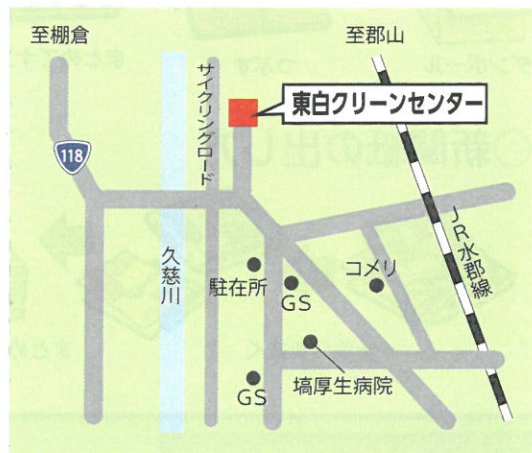 至棚倉
至郡山
サイクリングロード
東白クリーンセンター
118
久慈川
駐在所
GS
コメリ
JR水郡線
塙厚生病院
GS